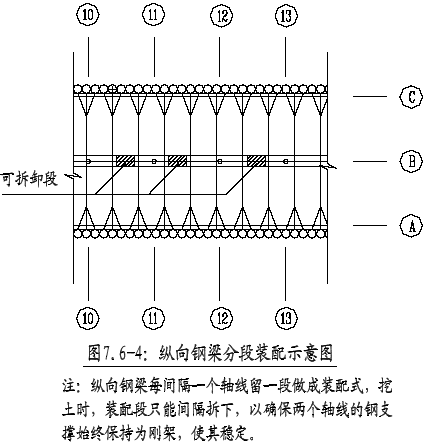 10 11 12 13
C
B
可拆卸段
A
10 11 12 13
图7.6-4：纵向钢梁分段装配示意图
注：纵向钢梁每间隔一个轴线留一段做成装配式，挖
土时，装配段只能间隔拆下，以确保两个轴线的钢支
撑始终保持为刚架，使其稳定。